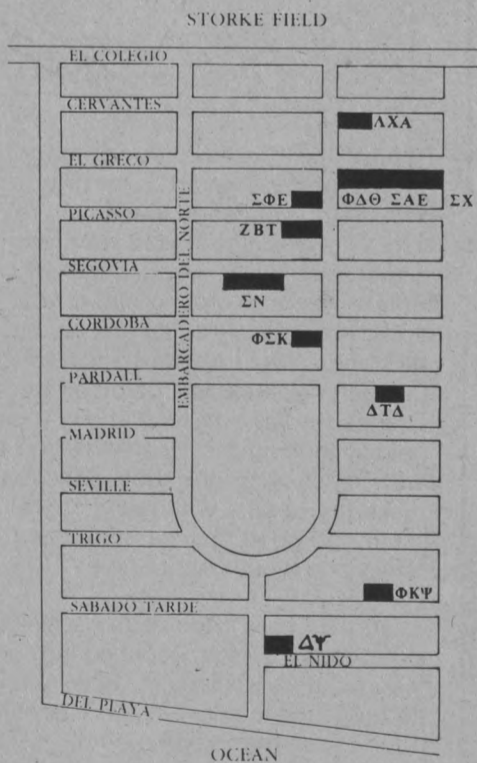 STORKE FIELD
EL COLEGIO
CERVANTES
ΛΧΑ
EL GRECO
ΣΦΕ
ΦΔΘ ΣΑΕ ΣΧ
PICASSO
ΖΒΤ
EMBARCADERO DEL NORTE
SEGOVIA
ΣΝ
CORDOBA
ΦΣΚ
PARDALL
ΔΤΔ
MADRID
SEVILLE
TRIGO
ΦΚΨ
SABADO TARDE
ΔΨ
EL NIDO
DEL PLAYA
OCEAN